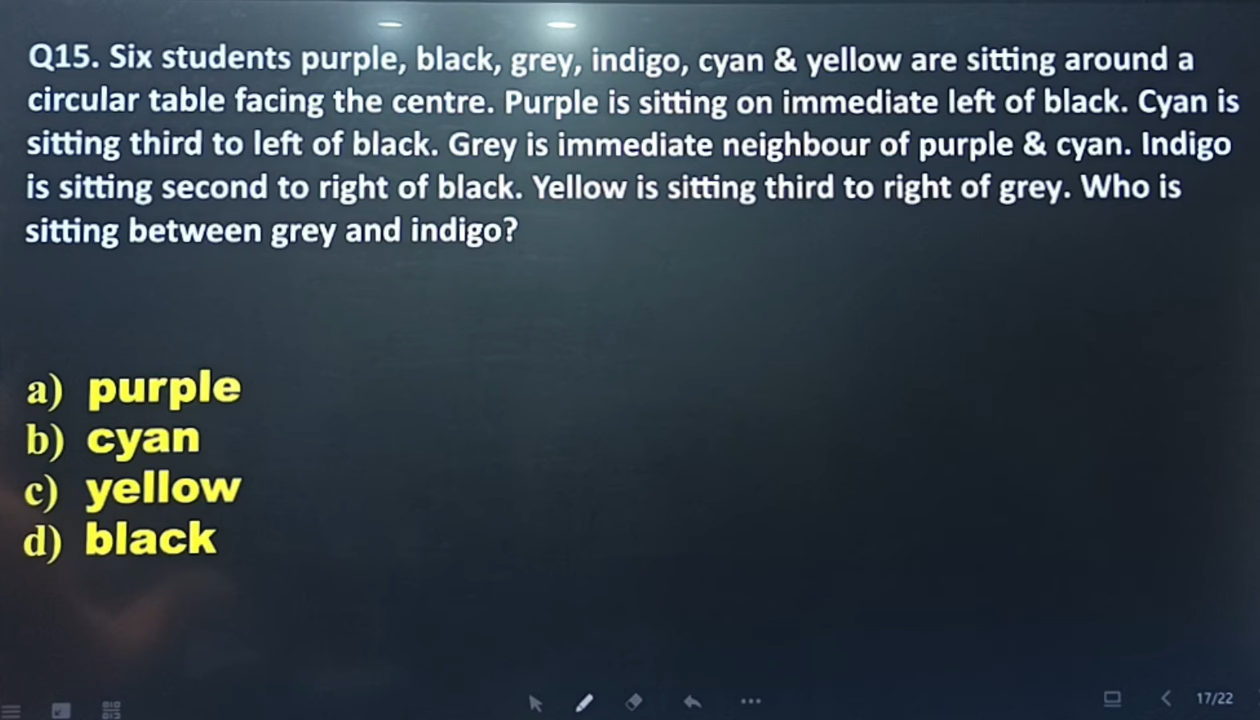 Q15. Six students purple, black, grey, indigo, cyan & yellow are sitting around a
circular table facing the centre. Purple is sitting on immediate left of black. Cyan is
sitting third to left of black. Grey is immediate neighbour of purple & cyan. Indigo
is sitting second to right of black. Yellow is sitting third to right of grey. Who is
sitting between grey and indigo?
a) purple
b) cyan
c) yellow
d) black
17/22